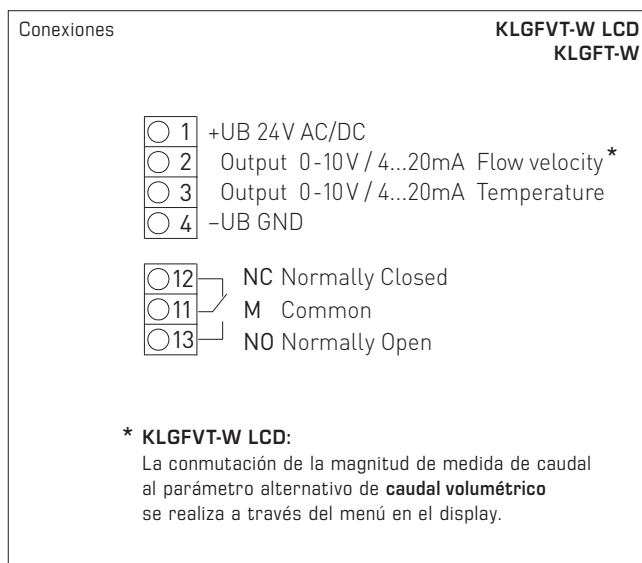 Conexiones KLGFVT-W LCD
KLGFT-W
1 +UB 24V AC/DC
2 Output 0-10V / 4...20mA Flow velocity*
3 Output 0-10V / 4...20mA Temperature
4 –UB GND
12 NC Normally Closed
11 M Common
13 NO Normally Open
* KLGFVT-W LCD:
La conmutación de la magnitud de medida de caudal
al parámetro alternativo de caudal volumétrico
se realiza a través del menú en el display.